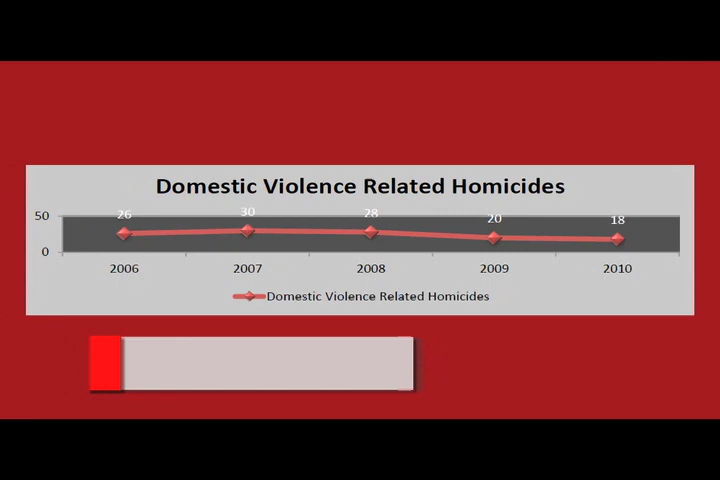 Domestic Violence Related Homicides
50
26 30 28 20 18
0
2006 2007 2008 2009 2010
Domestic Violence Related Homicides